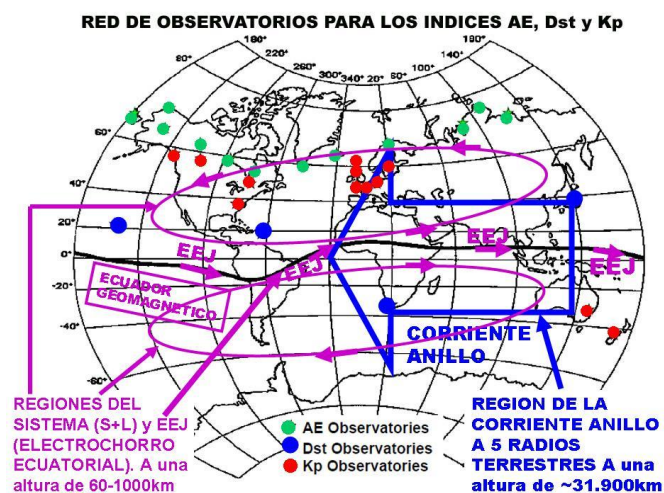 RED DE OBSERVATORIOS PARA LOS INDICES AE, Dst y Kp
180°
190°
200°
160°
220°
140°
260°
300°
340°
20°
60°
80°
60°
40°
20°
0°
-20°
-40°
-60°
EEJ
EEJ
EEJ
EEJ
ECUADOR
GEOMAGNETICO
CORRIENTE
ANILLO
REGIONES DEL
SISTEMA (S+L) y EEJ
(ELECTROCHORRO
ECUATORIAL). A una
altura de 60-1000km
AE Observatories
Dst Observatories
Kp Observatories
REGION DE LA
CORRIENTE ANILLO
A 5 RADIOS
TERRESTRES A una
altura de ~31.900km